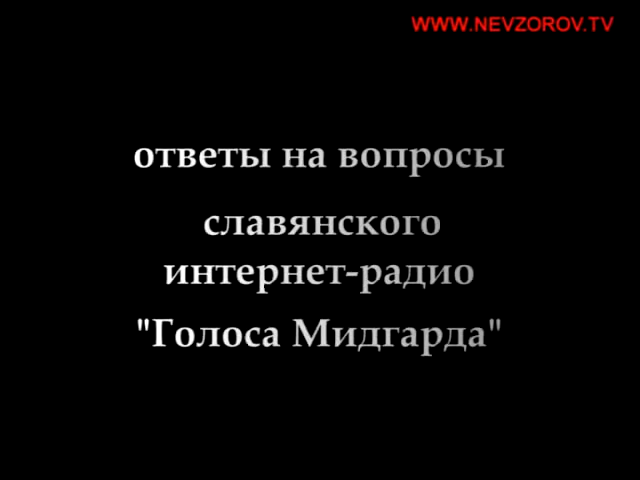 WWW.NEVZOROV.TV
ответы на вопросы
славянского
интернет-радио
"Голоса Мидгарда"